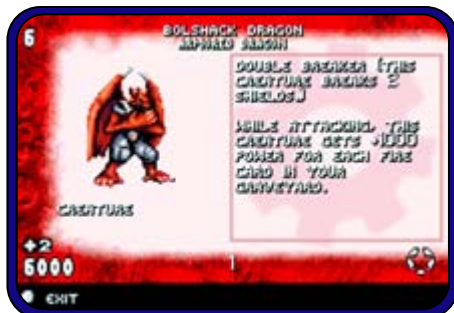 6
BOLSHACK DRAGON
ARMORED DRAGON
DOUBLE BREAKER (THIS
CREATURE BREAKS 2
SHIELDS.)
WHILE ATTACKING, THIS
CREATURE GETS +1000
POWER FOR EACH FIRE
CARD IN YOUR
GRAVEYARD.
CREATURE
+2
6000
1
EXIT